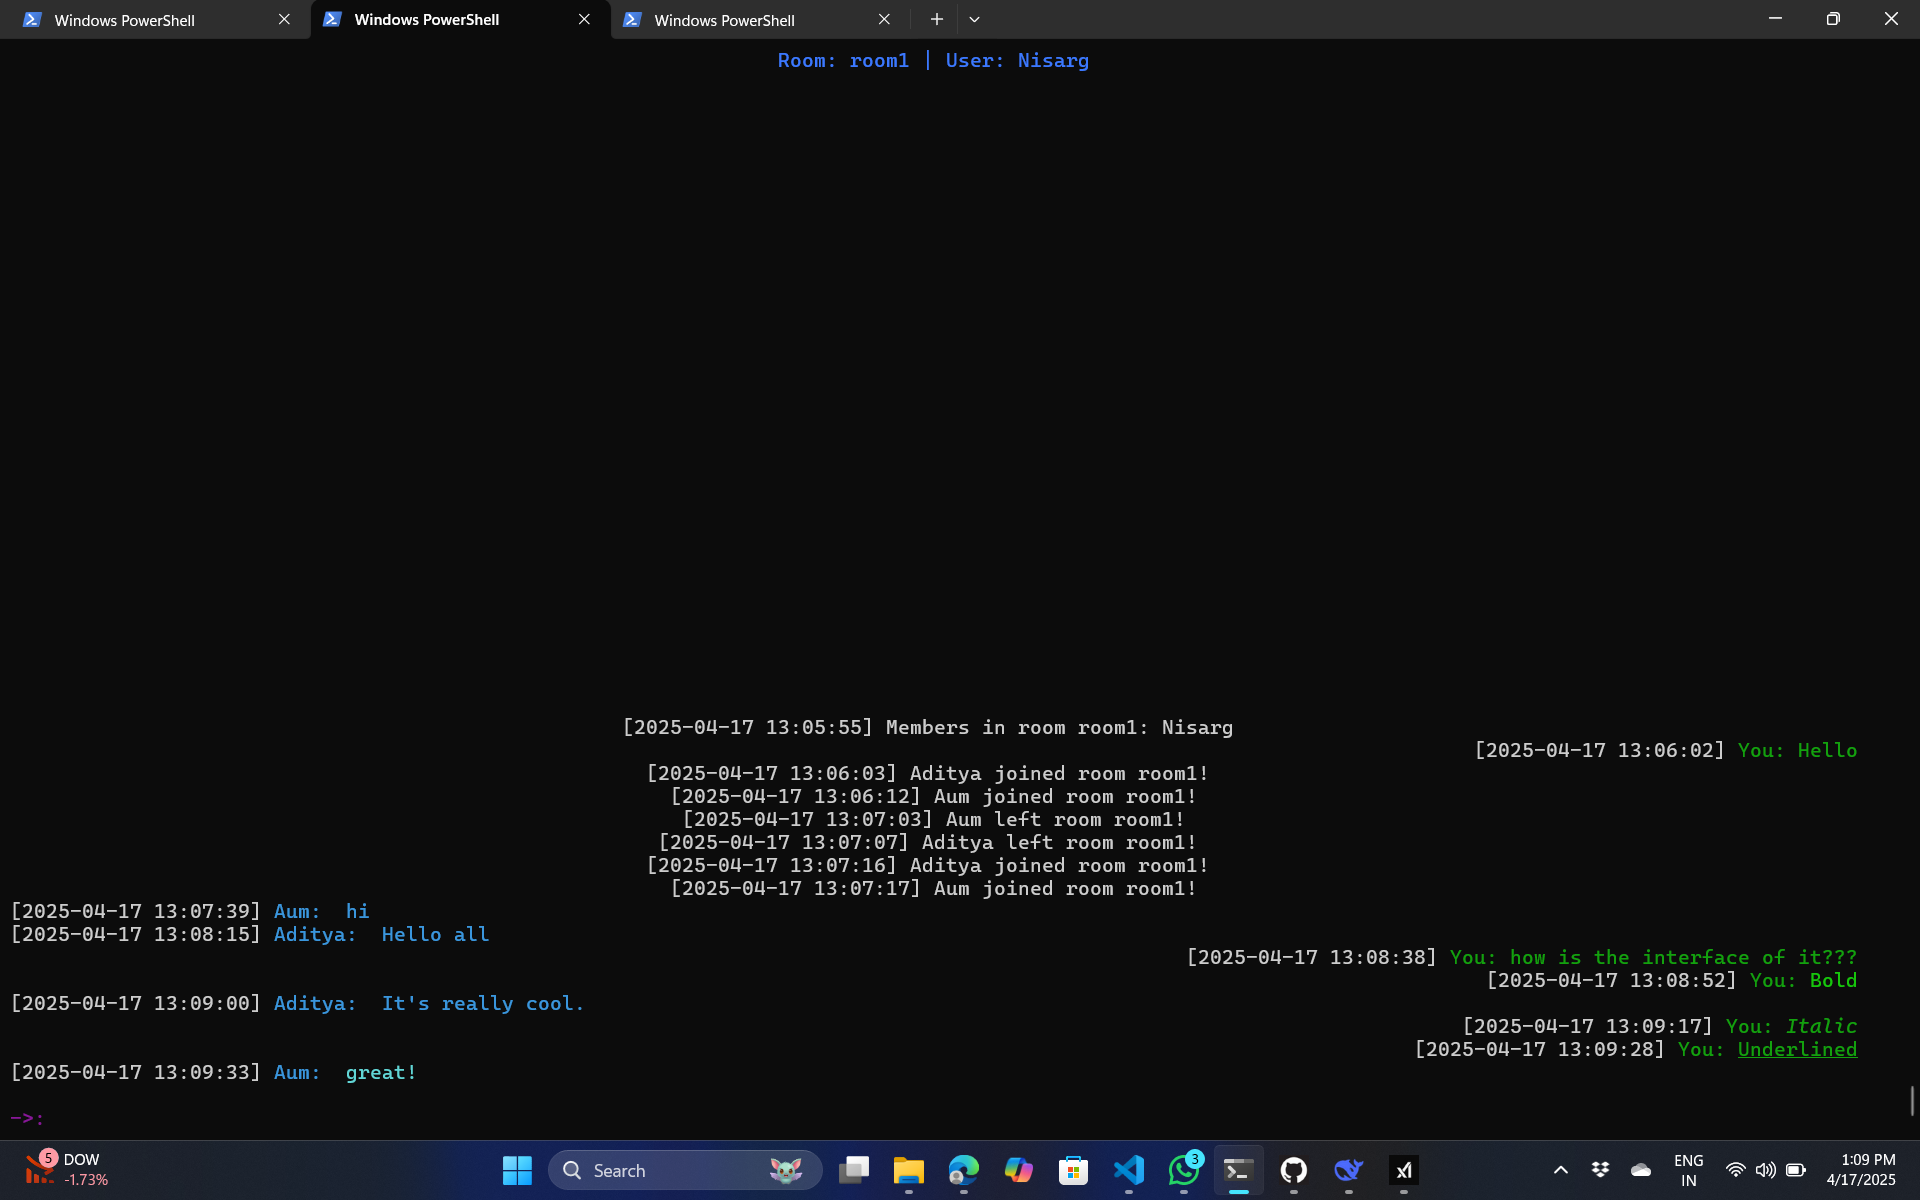 Windows PowerShell
Windows PowerShell
Windows PowerShell
Room: room1 | User: Nisarg
[2025-04-17 13:05:55] Members in room room1: Nisarg
[2025-04-17 13:06:02] You: Hello
[2025-04-17 13:06:03] Aditya joined room room1!
[2025-04-17 13:06:12] Aum joined room room1!
[2025-04-17 13:07:03] Aum left room room1!
[2025-04-17 13:07:07] Aditya left room room1!
[2025-04-17 13:07:16] Aditya joined room room1!
[2025-04-17 13:07:17] Aum joined room room1!
[2025-04-17 13:07:39] Aum:  hi
[2025-04-17 13:08:15] Aditya:  Hello all
[2025-04-17 13:08:38] You: how is the interface of it???
[2025-04-17 13:08:52] You: Bold
[2025-04-17 13:09:00] Aditya:  It's really cool.
[2025-04-17 13:09:17] You: Italic
[2025-04-17 13:09:28] You: Underlined
[2025-04-17 13:09:33] Aum:  great!
->:
5
DOW
-1.73%
Search
3
xI
ENG
IN
1:09 PM
4/17/2025